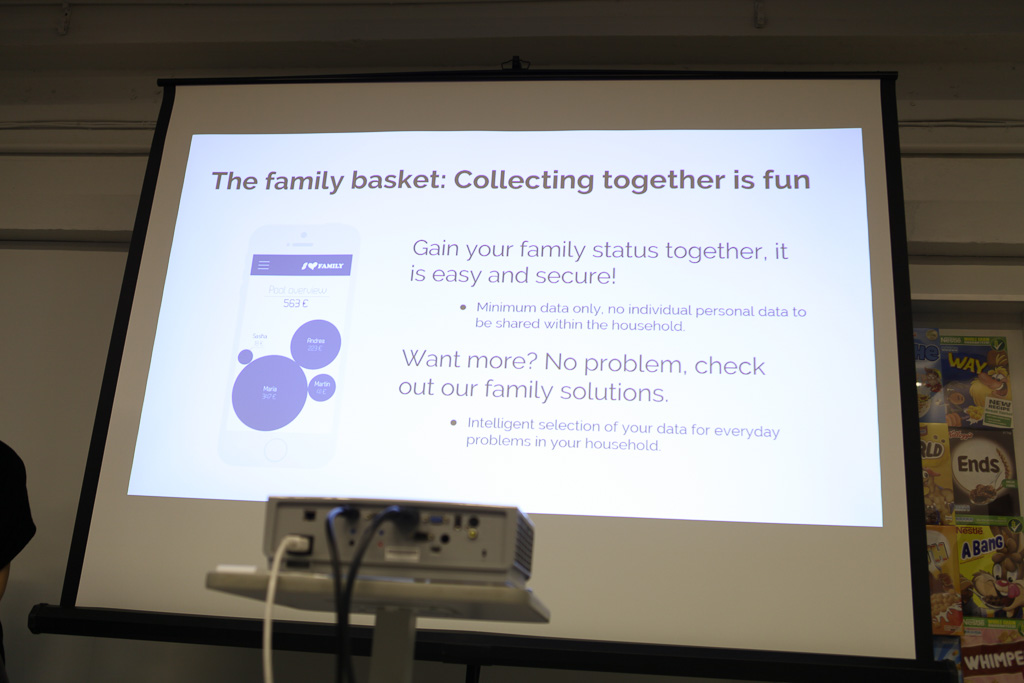 The family basket: Collecting together is fun
Gain your family status together, it
is easy and secure!
Minimum data only, no individual personal data to
be shared within the household.
Want more? No problem, check
out our family solutions.
Intelligent selection of your data for everyday
problems in your household.
I ❤ FAMILY
Pool overview
563 €
Andrea
Maria
Martin
WAY
NEW
RECIPE
Ends
Nestle
A BanG
WHIMPE